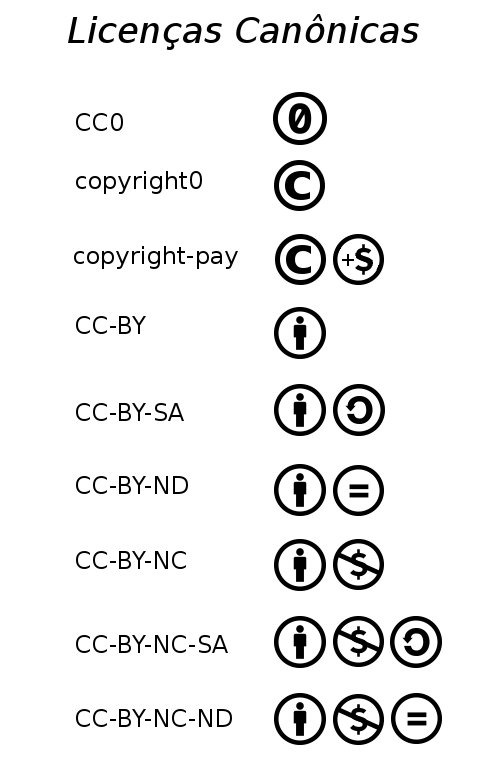 Licenças Canônicas
CC0 0
copyright0 C
copyright-pay C +$
CC-BY
CC-BY-SA
CC-BY-ND =
CC-BY-NC $
CC-BY-NC-SA $
CC-BY-NC-ND $ =